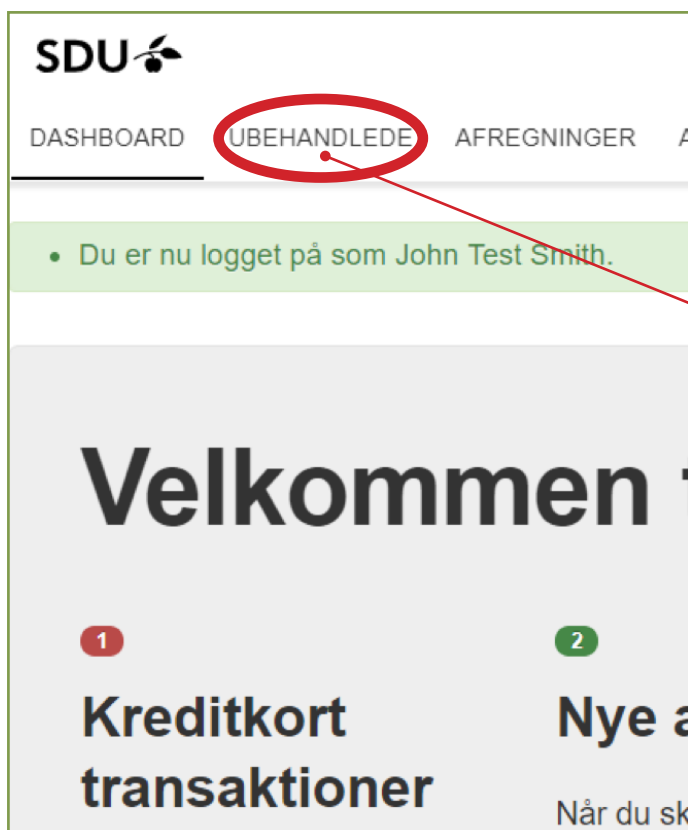 SDU
DASHBOARD UBEHANDLEDE AFREGNINGER A
• Du er nu logget på som John Test Smith.
Velkommen
1
2
Kreditkort
transaktioner
Nye a
Når du sk